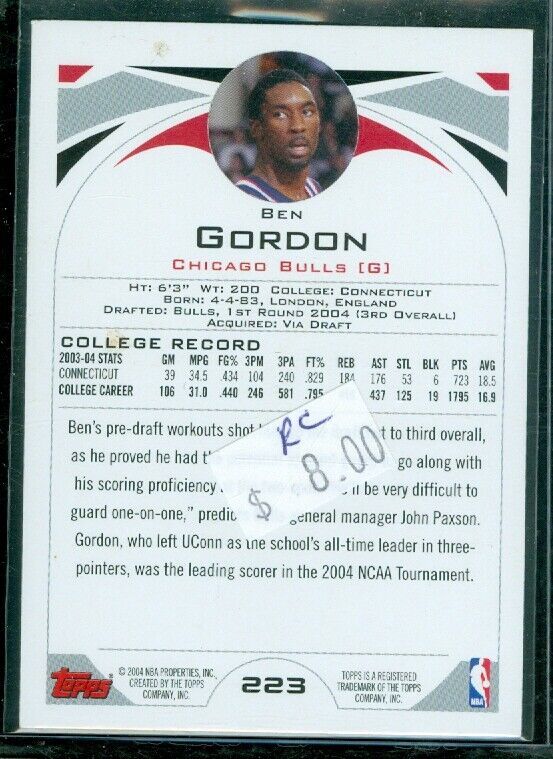 BEN
GORDON
CHICAGO BULLS [G]
HT: 6'3" WT: 200 COLLEGE: CONNECTICUT
BORN: 4-4-83, LONDON, ENGLAND
DRAFTED: BULLS, 1ST ROUND 2004 (3RD OVERALL)
ACQUIRED: VIA DRAFT
COLLEGE RECORD
2003-04 STATS GM MPG FG% 3PM 3PA FT% REB AST STL BLK PTS AVG
CONNECTICUT 39 34.5 .434 104 240 .829 184 176 53 6 723 18.5
COLLEGE CAREER 106 31.0 .440 246 581 .795 437 125 19 1795 16.9
Ben's pre-draft workouts shot to third overall,
as he proved he had go along with
his scoring proficiency be very difficult to
guard one-on-one," general manager John Paxson.
Gordon, who left UConn as the school's all-time leader in three-
pointers, was the leading scorer in the 2004 NCAA Tournament.
RC
$ 8.00
Topps
© 2004 NBA PROPERTIES, INC.
CREATED BY THE TOPPS
COMPANY, INC.
223
TOPPS IS A REGISTERED
TRADEMARK OF THE TOPPS
COMPANY, INC.
NBA